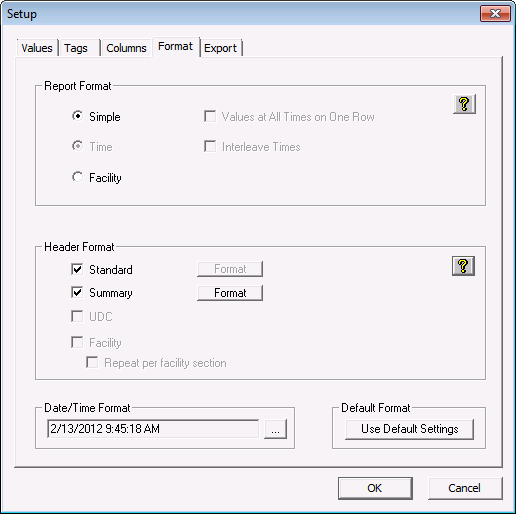 Setup
Values Tags Columns Format Export
Report Format
Simple Values at All Times on One Row
Time Interleave Times
Facility
Header Format
Standard Format
Summary Format
UDC
Facility
Repeat per facility section
Date/Time Format Default Format
2/13/2012 9:45:18 AM ... Use Default Settings
OK Cancel